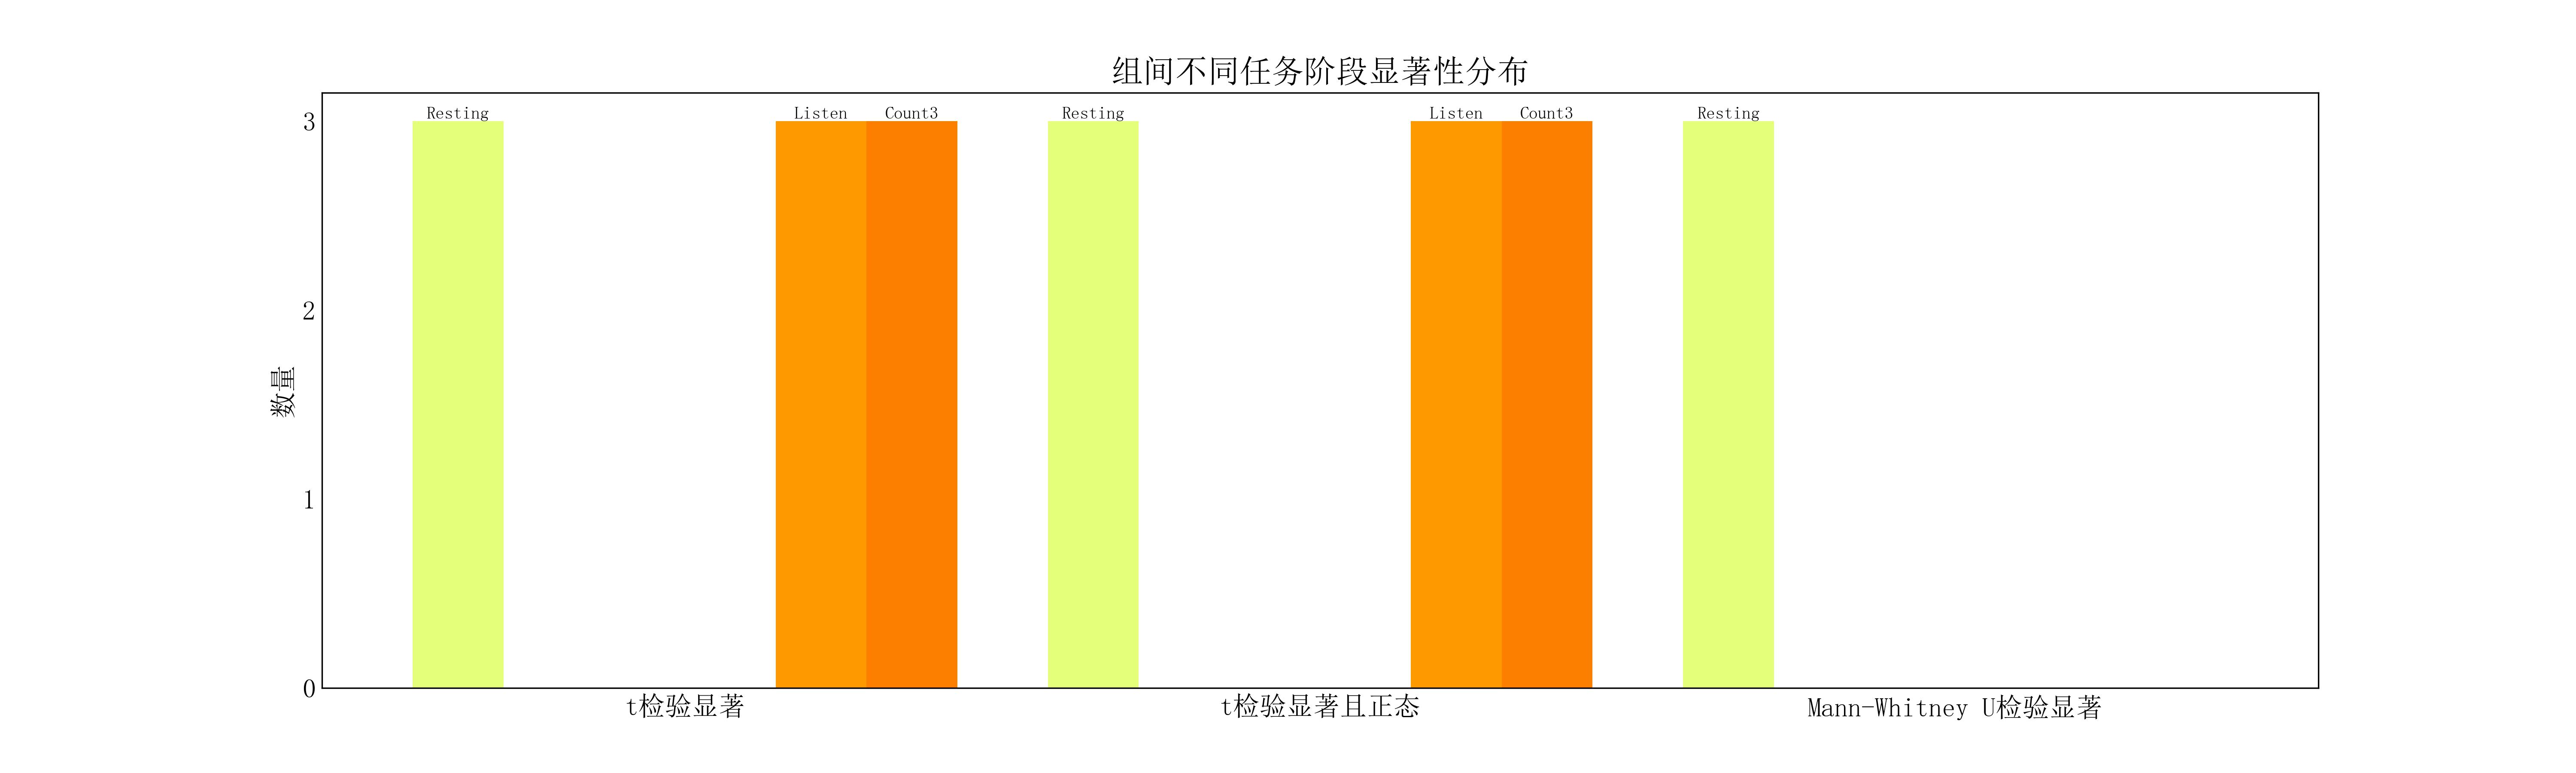 组间不同任务阶段显著性分布
Resting
Listen
Count3
Resting
Listen
Count3
Resting
3
2
1
0
数量
t检验显著
t检验显著且正态
Mann-Whitney U检验显著